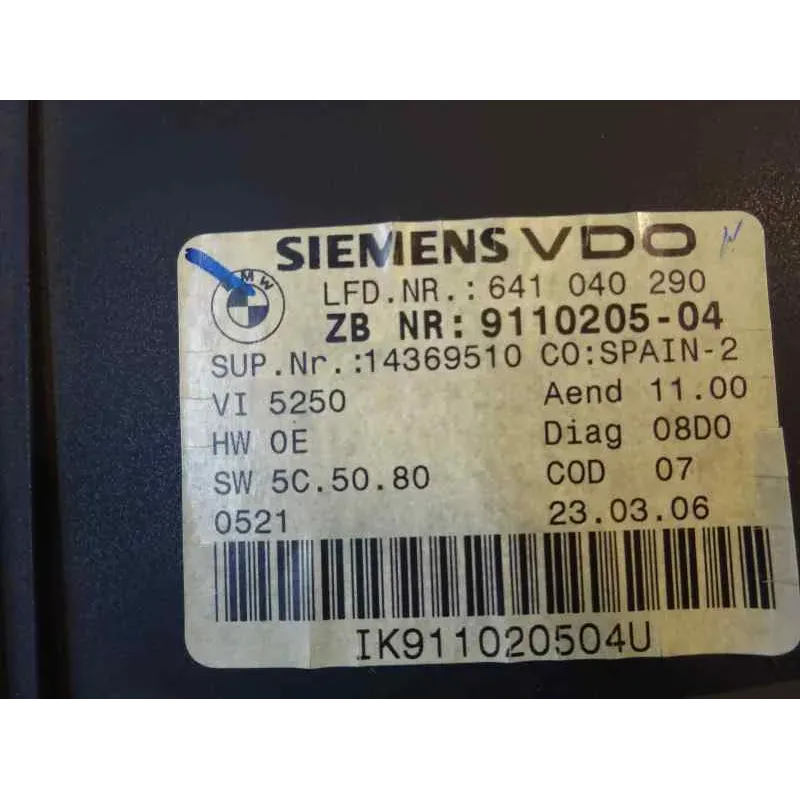 SIEMENS VDO
BMW
LFD.NR.:641 040 290
ZB NR:9110205-04
SUP.Nr.:14369510 CO:SPAIN-2
VI 5250 Aend 11.00
HW 0E Diag 08D0
SW 5C.50.80 COD 07
0521 23.03.06
IK911020504U